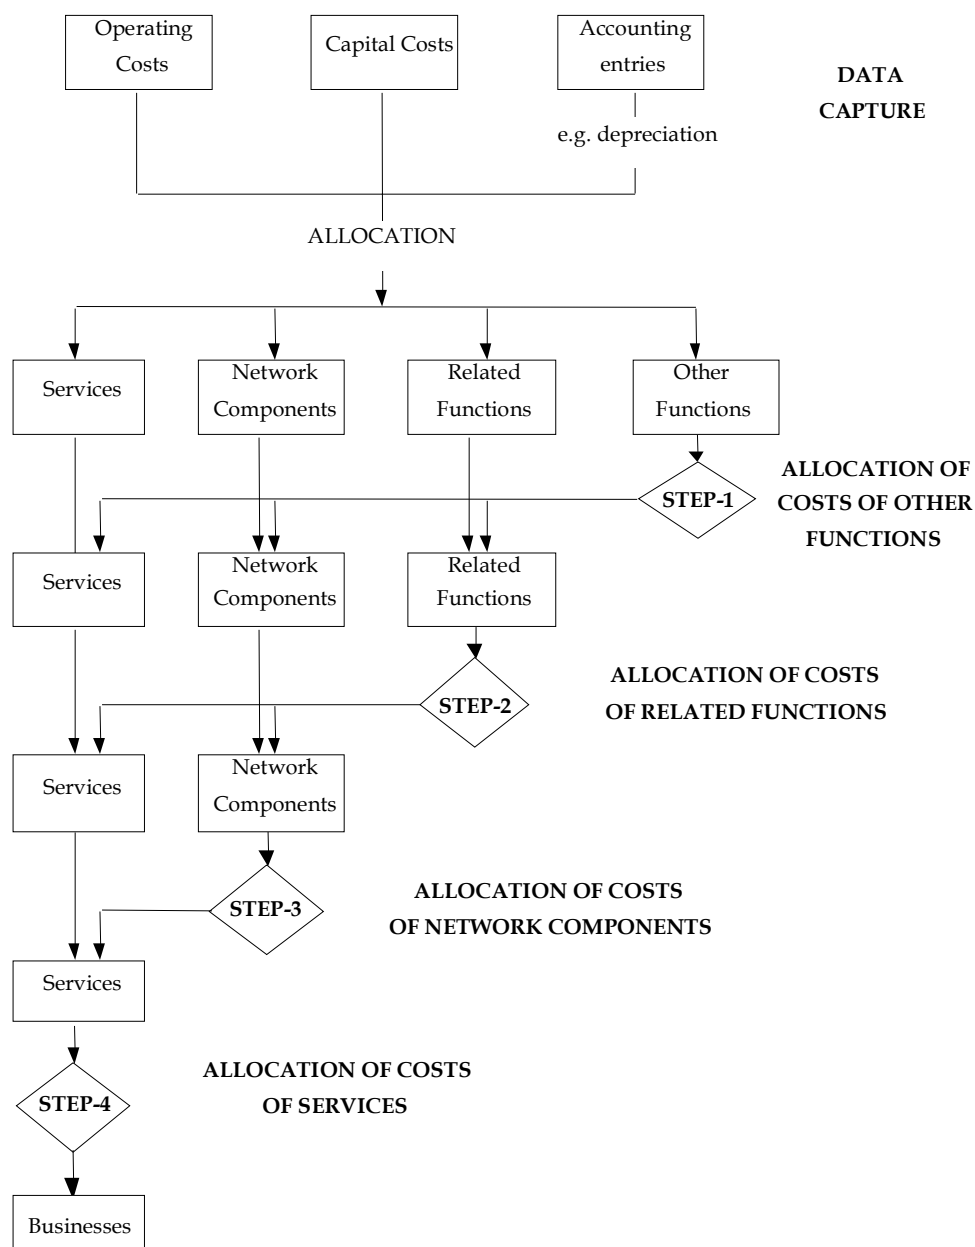 Operating
Costs
Capital Costs
Accounting
entries
DATA
CAPTURE
e.g. depreciation
ALLOCATION
Services
Network
Components
Related
Functions
Other
Functions
STEP-1
ALLOCATION OF
COSTS OF OTHER
FUNCTIONS
Services
Network
Components
Related
Functions
STEP-2
ALLOCATION OF COSTS
OF RELATED FUNCTIONS
Services
Network
Components
STEP-3
ALLOCATION OF COSTS
OF NETWORK COMPONENTS
Services
STEP-4
ALLOCATION OF COSTS
OF SERVICES
Businesses